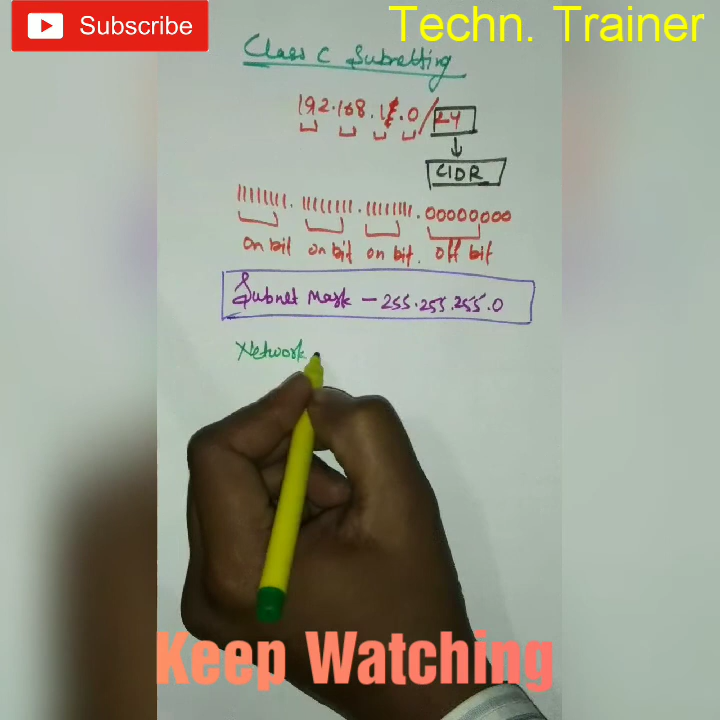 Subscribe
Techn. Trainer
Class C Subnetting
192.168.1.0/24
CIDR
11111111.11111111.11111111.00000000
on bit on bit on bit. off bit
Subnet Mask - 255.255.255.0
Network
Keep Watching